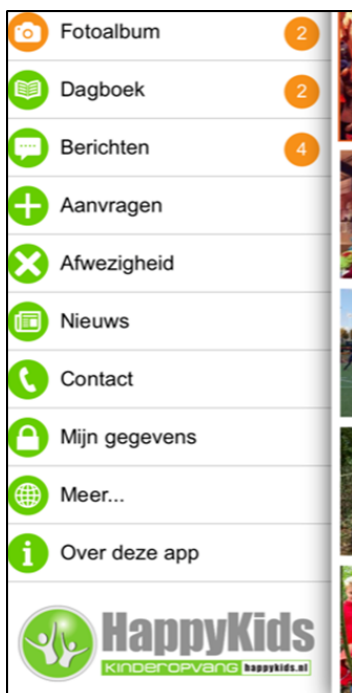 Fotoalbum 2
Dagboek 2
Berichten 4
Aanvragen
Afwezigheid
Nieuws
Contact
Mijn gegevens
Meer...
Over deze app
HappyKids
KINDEROPVANG happykids.nl